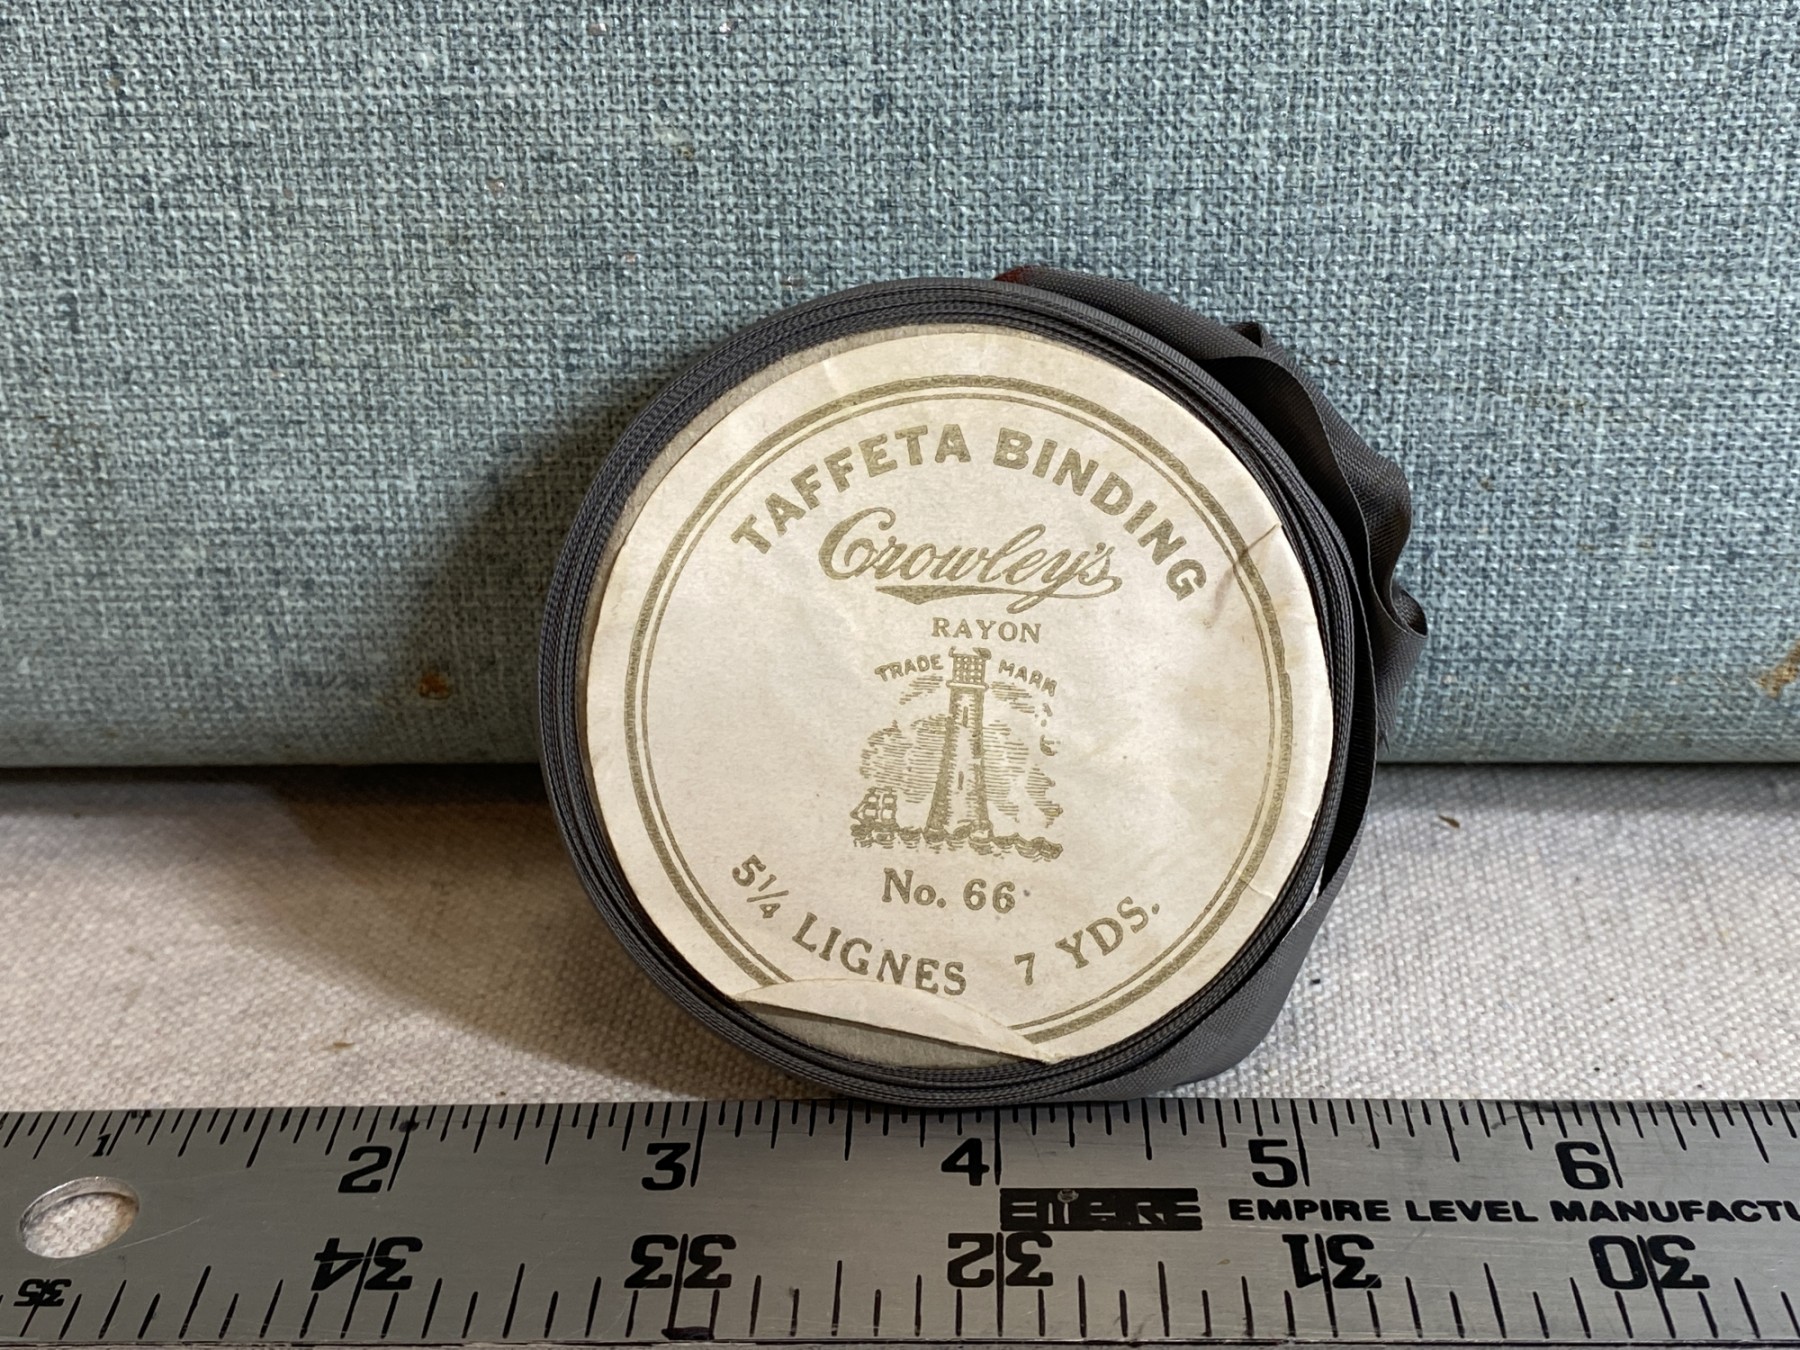 TAFFETA BINDING
Crowley's
RAYON
TRADE MARK
No. 66
5¼ LIGNES 7 YDS.
1 2 3 4 5 6
EMPIRE EMPIRE LEVEL MANUFACTU
35 34 33 32 31 30